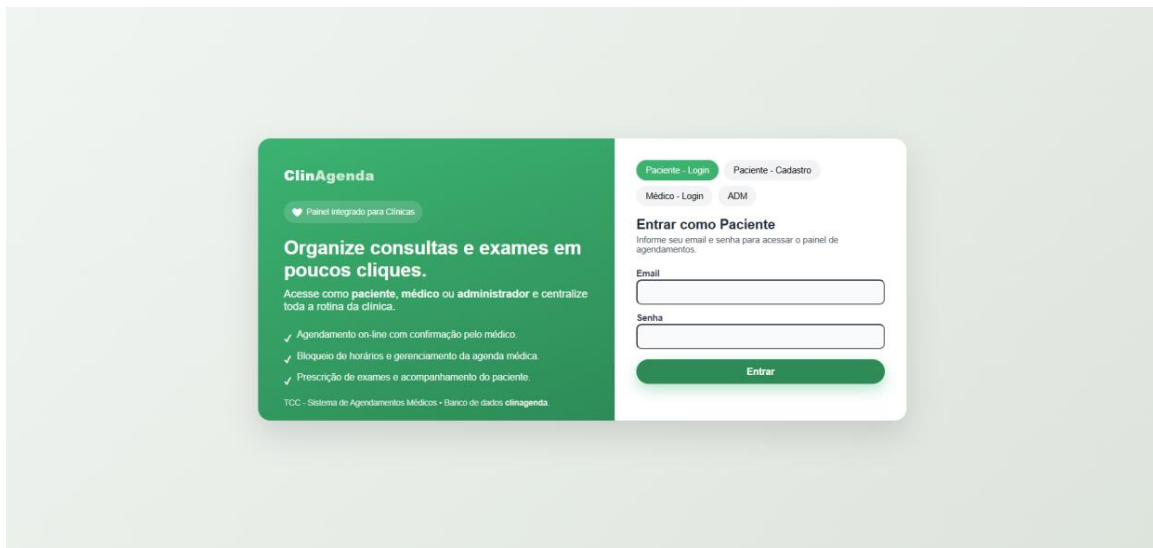 ClinAgenda
Painel integrado para Clínicas
Organize consultas e exames em
poucos cliques.
Acesse como paciente, médico ou administrador e centralize
toda a rotina da clínica.
✓ Agendamento on-line com confirmação pelo médico.
✓ Bloqueio de horários e gerenciamento da agenda médica.
✓ Prescrição de exames e acompanhamento do paciente.
TCC - Sistema de Agendamentos Médicos • Banco de dados clinagenda.
Paciente - Login
Paciente - Cadastro
Médico - Login
ADM
Entrar como Paciente
Informe seu email e senha para acessar o painel de
agendamentos.
Email
Senha
Entrar